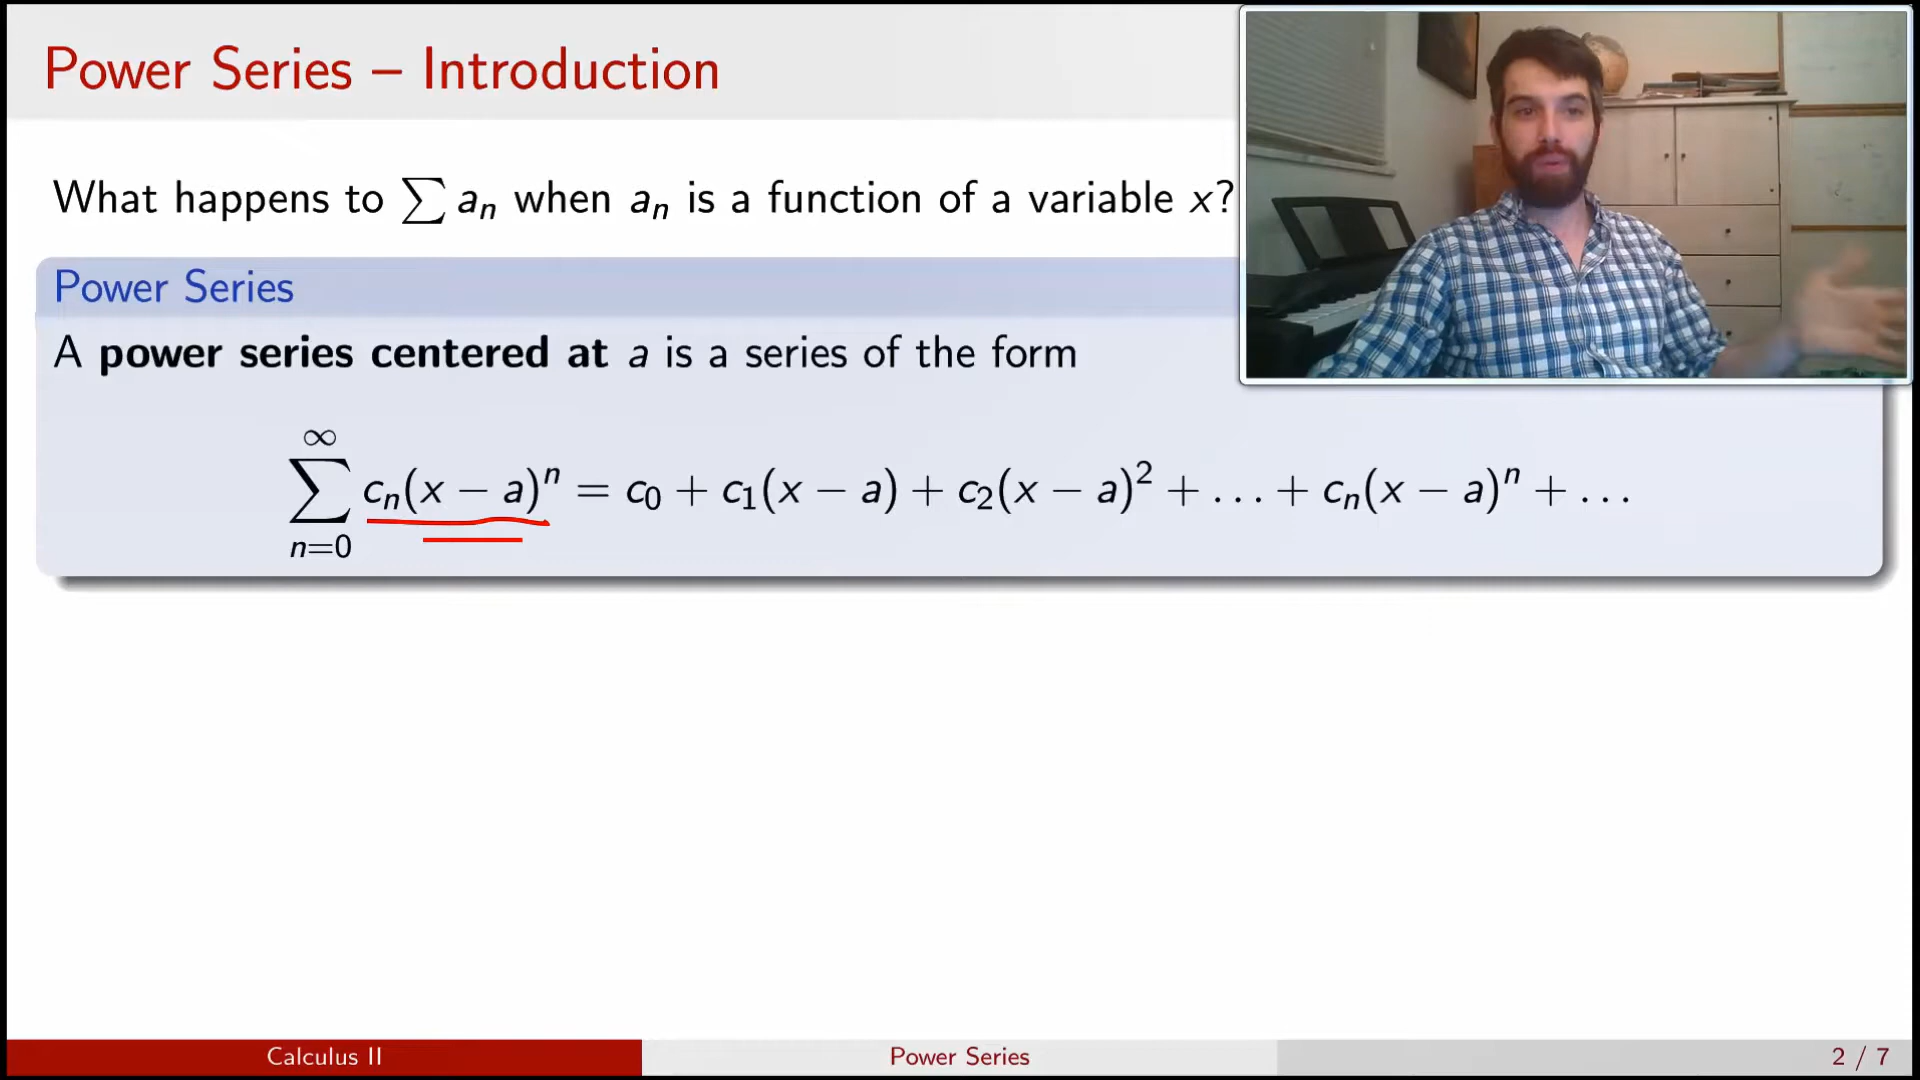 Power Series – Introduction
What happens to ∑ aₙ when aₙ is a function of a variable x?
Power Series
A power series centered at a is a series of the form
∞
∑ cₙ(x − a)ⁿ = c₀ + c₁(x − a) + c₂(x − a)² + . . . + cₙ(x − a)ⁿ + . . .
n=0
Calculus II
Power Series
2 / 7